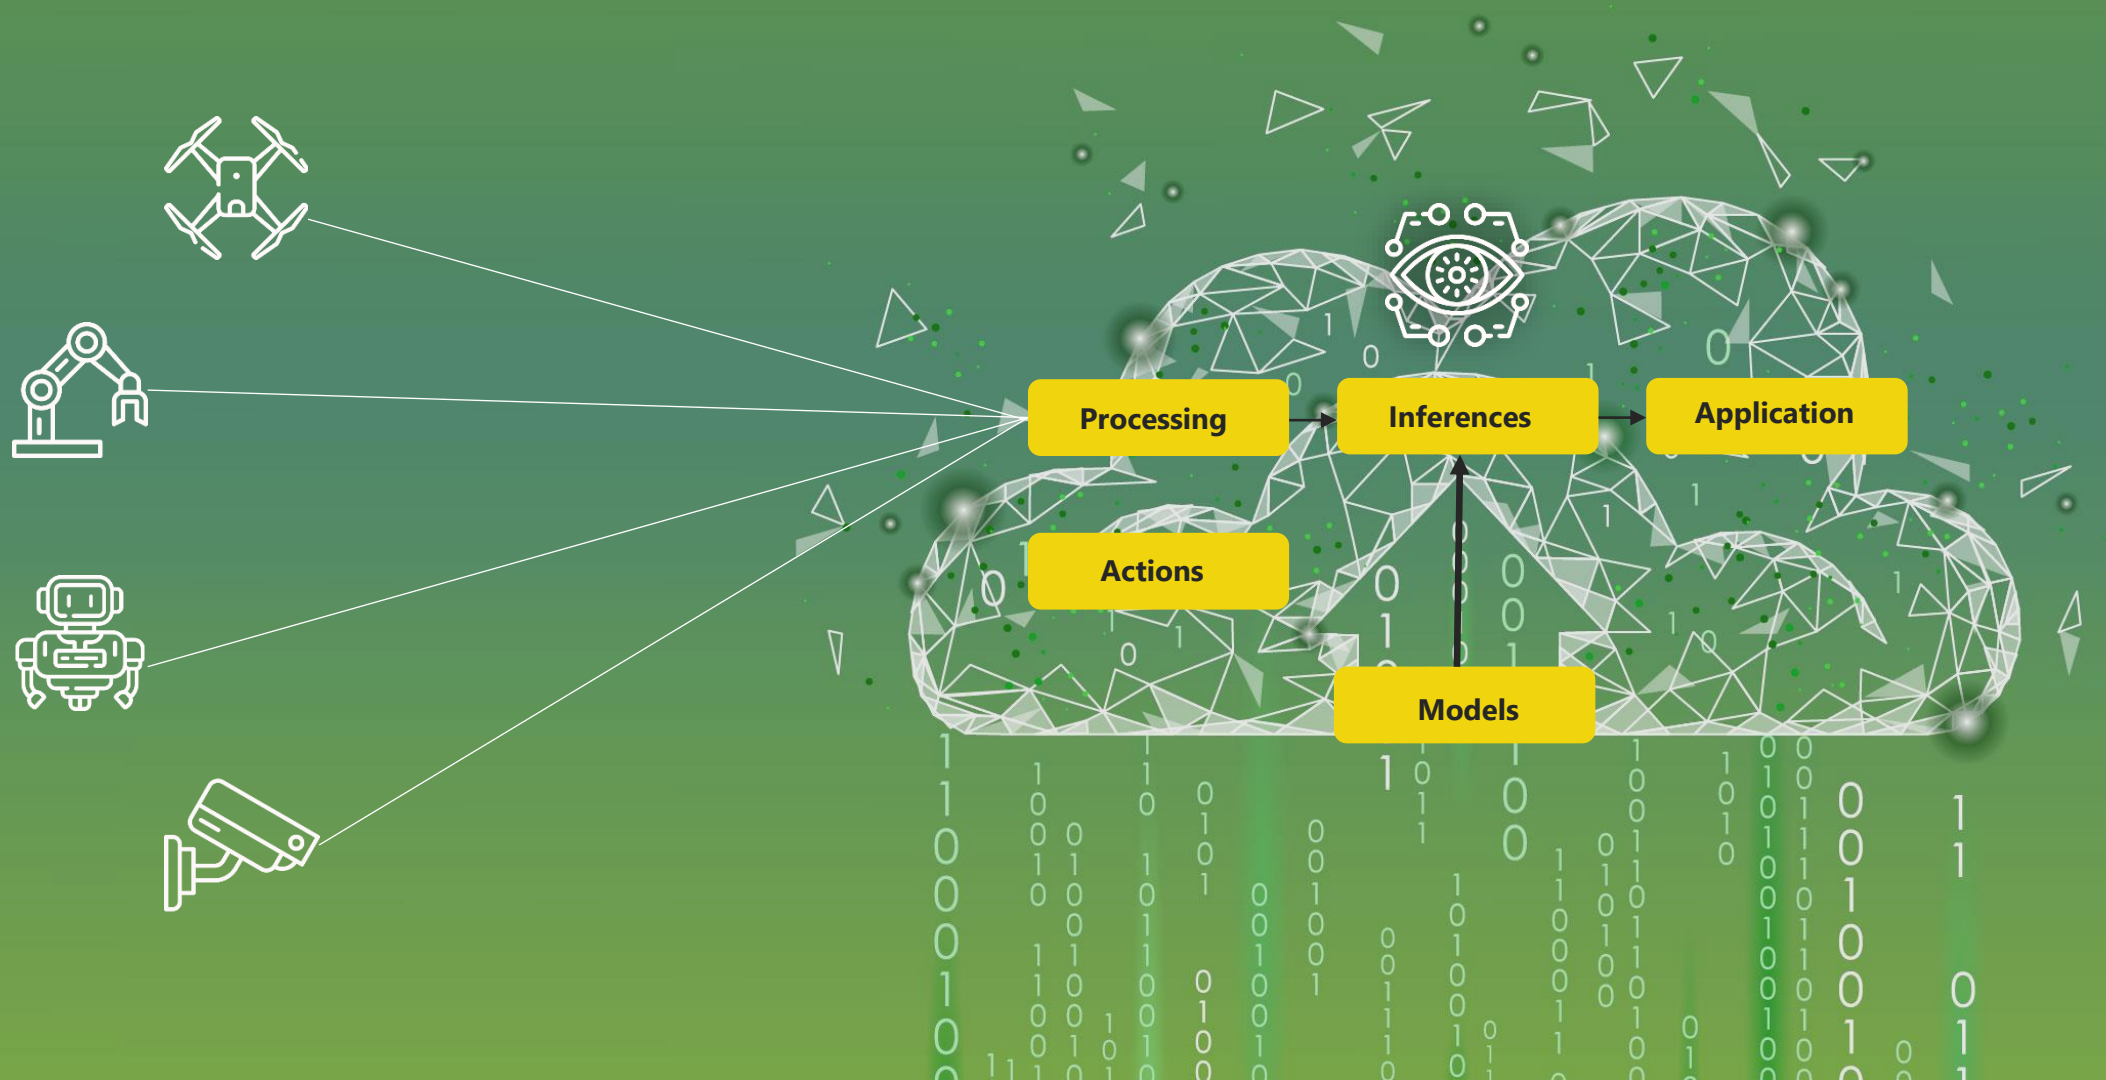 Processing
Inferences
Application
Actions
Models